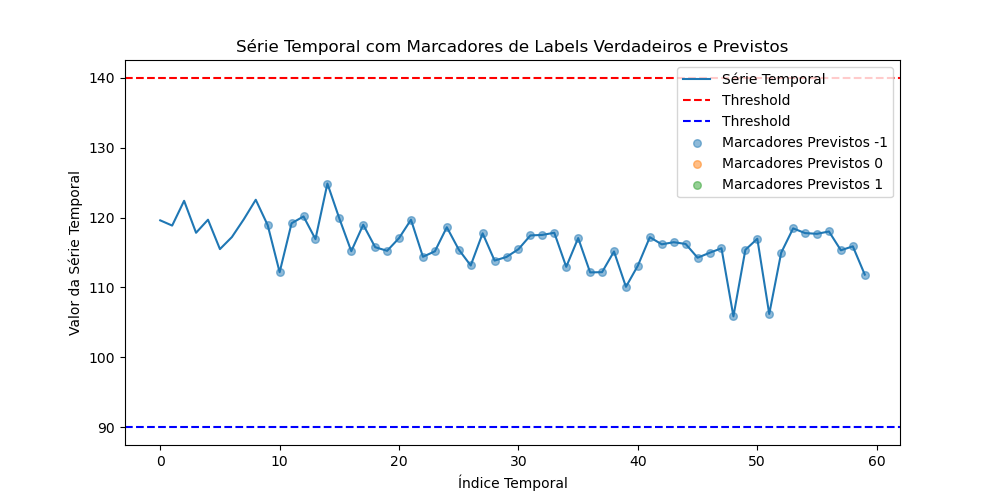 Série Temporal com Marcadores de Labels Verdadeiros e Previstos
140
130
120
110
100
90
Valor da Série Temporal
Série Temporal
Threshold
Threshold
Marcadores Previstos -1
Marcadores Previstos 0
Marcadores Previstos 1
0 10 20 30 40 50 60
Índice Temporal